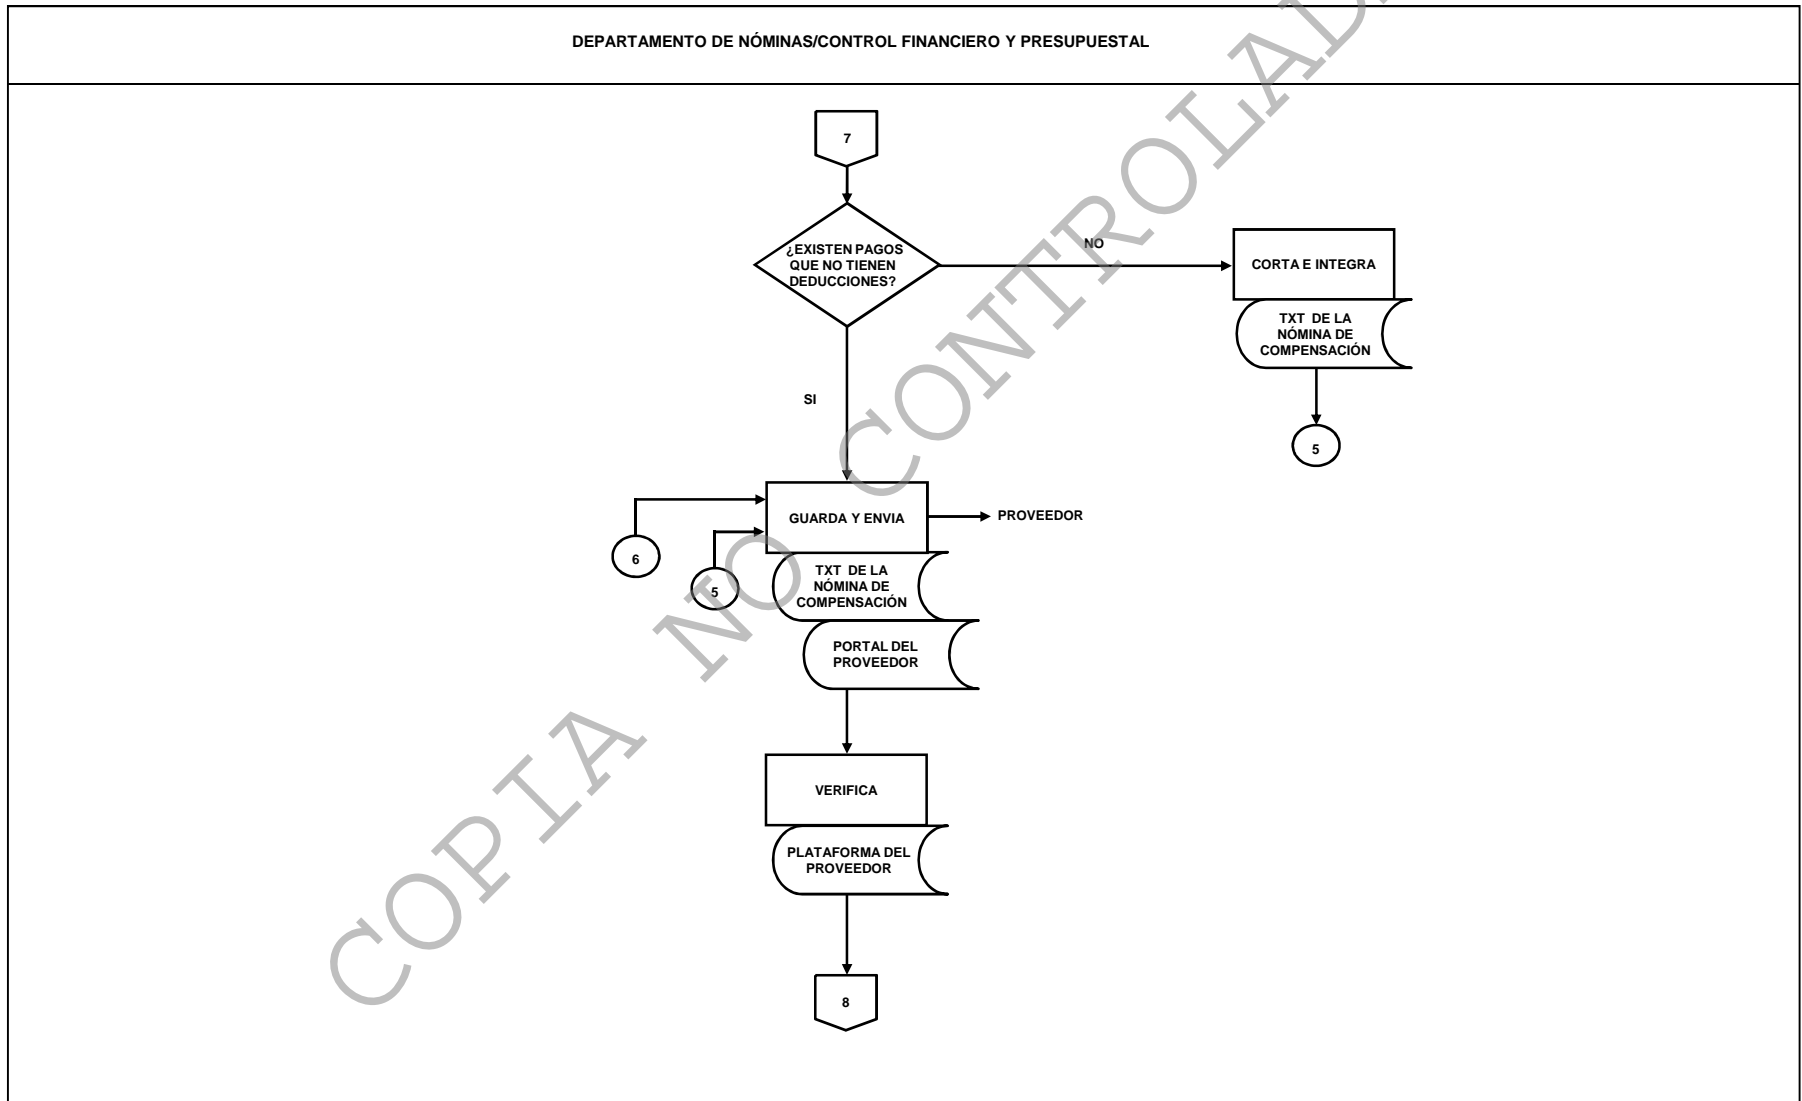 DEPARTAMENTO DE NÓMINAS/CONTROL FINANCIERO Y PRESUPUESTAL
7
¿EXISTEN PAGOS
QUE NO TIENEN
DEDUCCIONES?
NO
CORTA E INTEGRA
TXT DE LA
NÓMINA DE
COMPENSACIÓN
5
SI
GUARDA Y ENVIA
PROVEEDOR
6
5
TXT DE LA
NÓMINA DE
COMPENSACIÓN
PORTAL DEL
PROVEEDOR
VERIFICA
PLATAFORMA DEL
PROVEEDOR
8
COPIA NO CONTROLAD